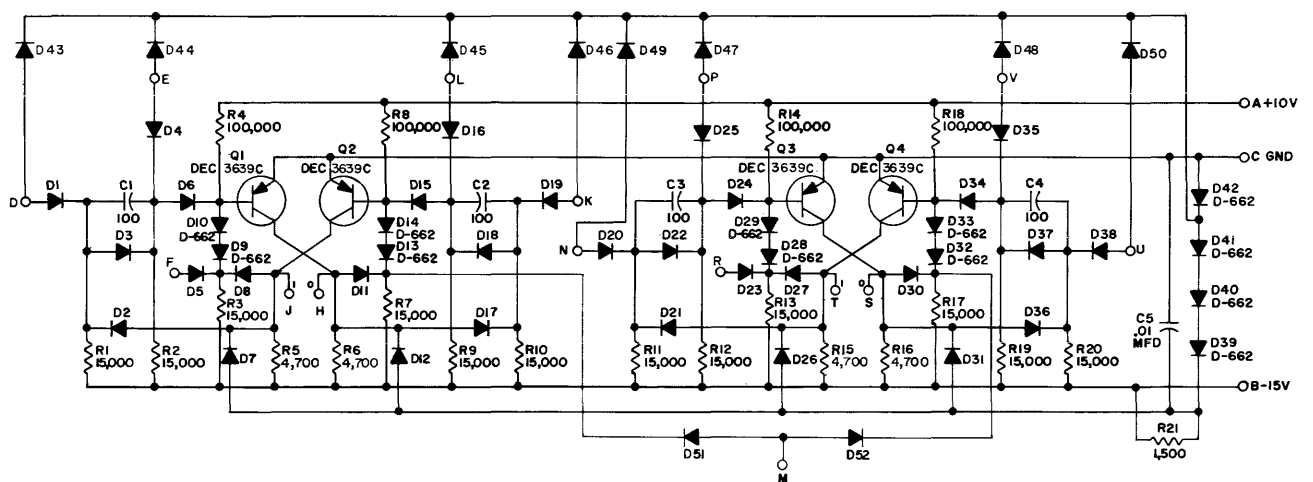 D43
D44
D45
D46
D49
D47
D48
D50
E
L
P
V
A+10V
R4
100,000
R8
100,000
R14
100,000
R18
100,000
D4
D16
D25
D35
Q1
DEC 3639C
Q2
DEC 3639C
Q3
DEC 3639C
Q4
DEC 3639C
C GND
D
D1
C1
100
D6
D15
C2
100
D19
K
C3
100
D24
D34
C4
100
D42
D-662
D10
D-662
D14
D-662
D29
D-662
D33
D-662
D3
D9
D-662
D13
D-662
D18
N
D20
D22
D28
D-662
D32
D-662
D37
D38
U
D41
D-662
F
D5
D8
J
1
H
0
D11
R
D23
D27
T
1
S
0
D30
D40
D-662
R3
15,000
R7
15,000
R13
15,000
R17
15,000
D2
D17
D21
D36
C5
.01
MFD
R1
15,000
R2
15,000
D7
R5
4,700
R6
4,700
D12
R9
15,000
R10
15,000
R11
15,000
R12
15,000
D26
R15
4,700
R16
4,700
D31
R19
15,000
R20
15,000
D39
D-662
B-15V
D51
D52
M
R21
1,500